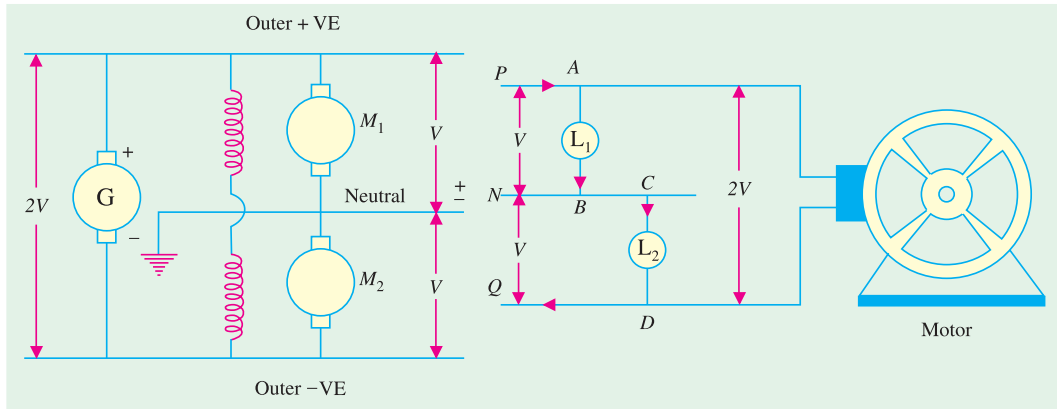 Outer + VE
2V
G
+
−
M1
M2
V
Neutral
+
−
V
Outer −VE
P
A
V
L1
N
B
C
2V
V
L2
Q
D
Motor